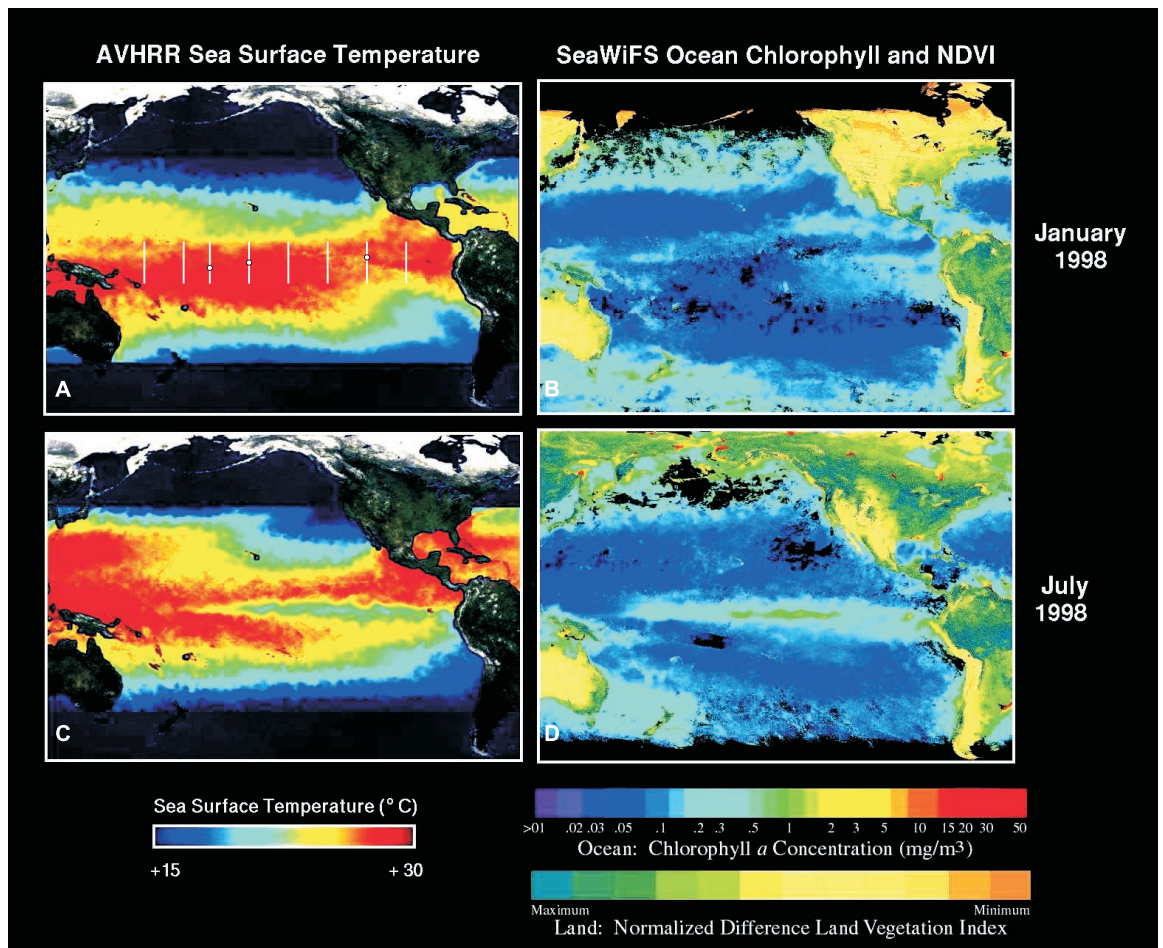 AVHRR Sea Surface Temperature
SeaWiFS Ocean Chlorophyll and NDVI
A
B
January
1998
C
D
July
1998
Sea Surface Temperature (° C)
+15 +30
>01 .02 .03 .05 .1 .2 .3 .5 1 2 3 5 10 15 20 30 50
Ocean: Chlorophyll a Concentration (mg/m³)
Maximum Minimum
Land: Normalized Difference Land Vegetation Index